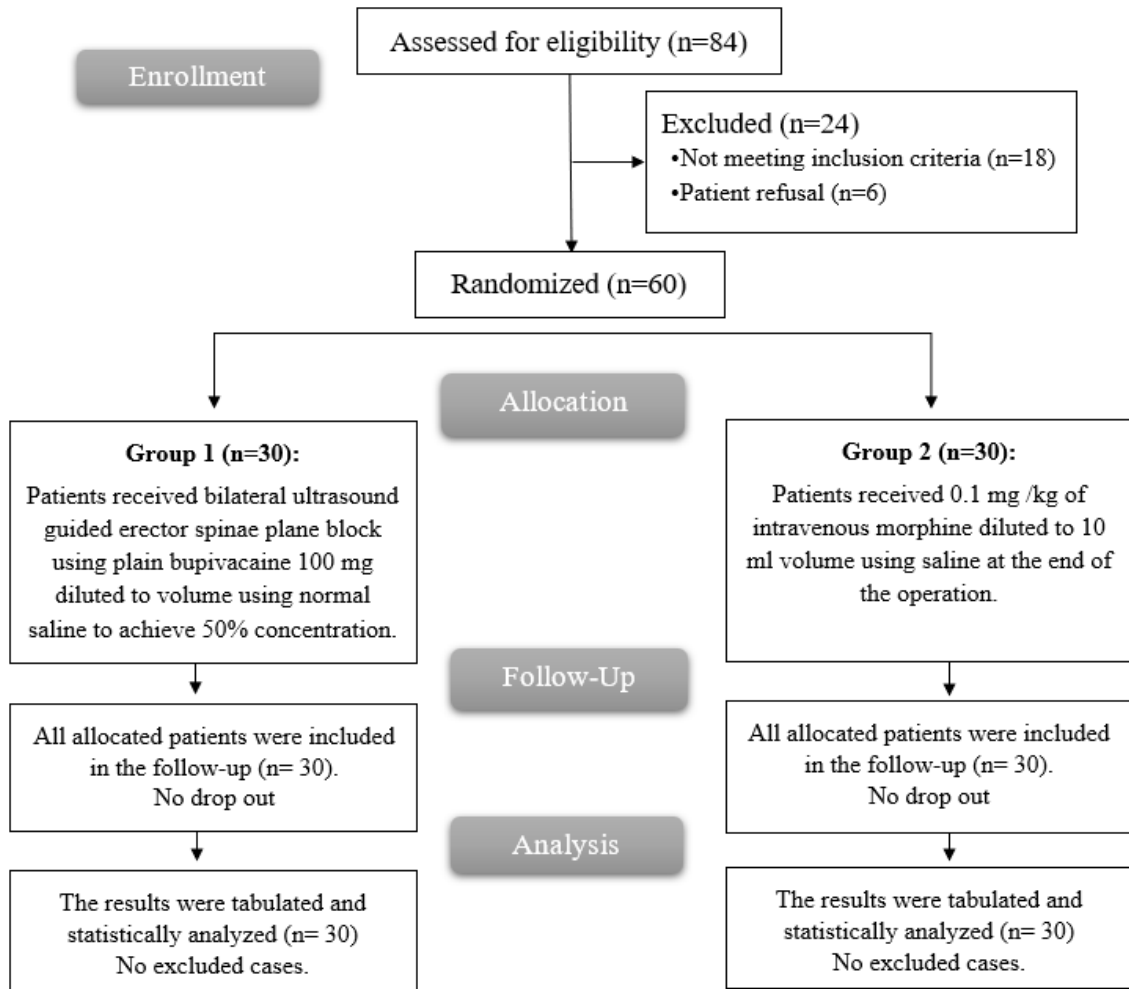 Assessed for eligibility (n=84)
Enrollment
Excluded (n=24)
•Not meeting inclusion criteria (n=18)
•Patient refusal (n=6)
Randomized (n=60)
Allocation
Group 1 (n=30):
Patients received bilateral ultrasound
guided erector spinae plane block
using plain bupivacaine 100 mg
diluted to volume using normal
saline to achieve 50% concentration.
Group 2 (n=30):
Patients received 0.1 mg /kg of
intravenous morphine diluted to 10
ml volume using saline at the end of
the operation.
Follow-Up
All allocated patients were included
in the follow-up (n= 30).
No drop out
All allocated patients were included
in the follow-up (n= 30).
No drop out
Analysis
The results were tabulated and
statistically analyzed (n= 30)
No excluded cases.
The results were tabulated and
statistically analyzed (n= 30)
No excluded cases.